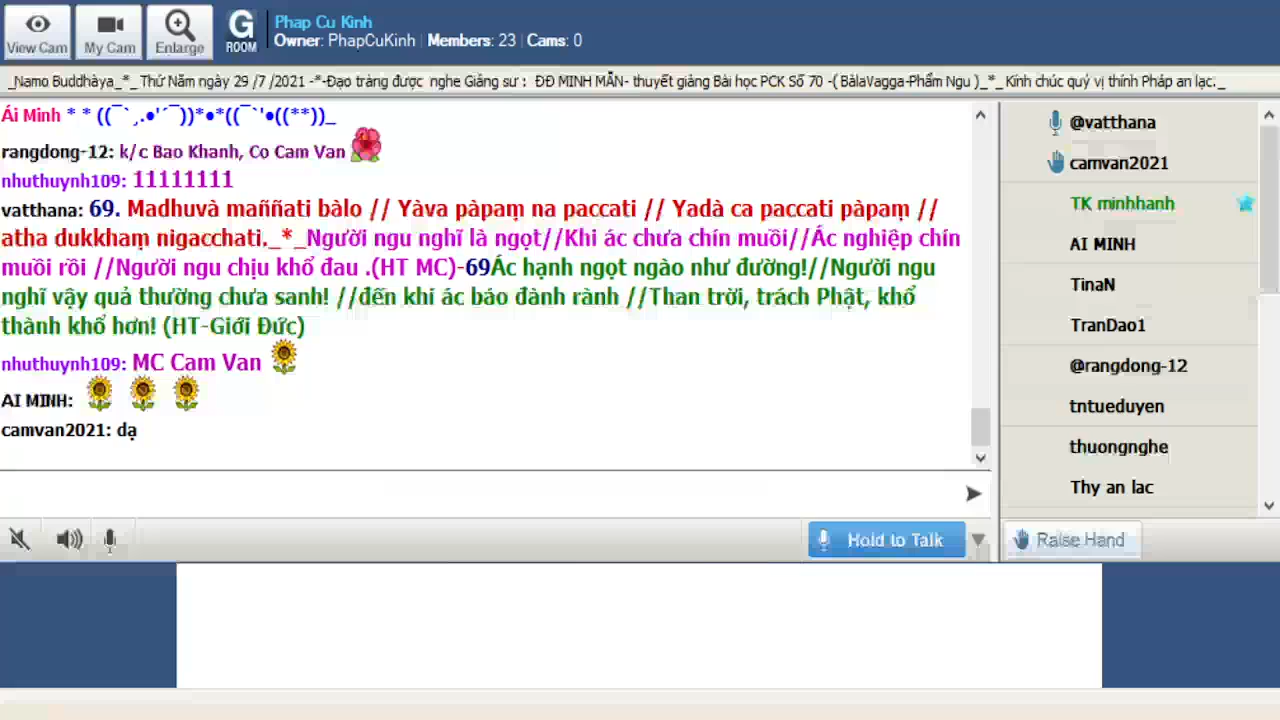 View Cam
My Cam
Enlarge
G
ROOM
Phap Cu Kinh
Owner: PhapCuKinh | Members: 23 | Cams: 0
_Namo Buddhàya_*_ Thứ Năm ngày 29 /7 /2021 -*-Đạo tràng được nghe Giảng sư : ĐĐ MINH MẪN- thuyết giảng Bài học PCK Số 70 -( BàlaVagga-Phẩm Ngu )_*_ Kính chúc quý vị thính Pháp an lạc._
Ái Minh * * ((¯`¸.•'´¯))*•*((¯`'•((**))_
rangdong-12: k/c Bao Khanh, Co Cam Van
nhuthuynh109: 11111111
vatthana: 69. Madhuvà maññati bàlo // Yàva pàpaṃ na paccati // Yadà ca paccati pàpaṃ //
atha dukkhaṃ nigacchati._*_Người ngu nghĩ là ngọt//Khi ác chưa chín muồi//Ác nghiệp chín
muồi rồi //Người ngu chịu khổ đau .(HT MC)-69Ác hạnh ngọt ngào như đường!//Người ngu
nghĩ vậy quả thường chưa sanh! //đến khi ác báo đành rành //Than trời, trách Phật, khổ
thành khổ hơn! (HT-Giới Đức)
nhuthuynh109: MC Cam Van
AI MINH:
camvan2021: dạ
Hold to Talk
@vatthana
camvan2021
TK minhhanh
AI MINH
TinaN
TranDao1
@rangdong-12
tntueduyen
thuongnghe
Thy an lac
Raise Hand